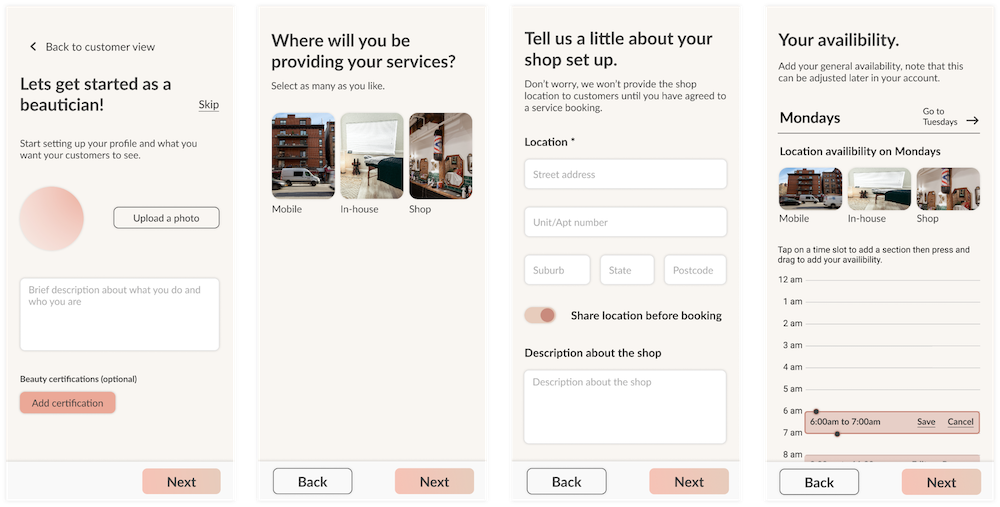 Back to customer view
Lets get started as a
beautician!
Skip
Start setting up your profile and what you
want your customers to see.
Upload a photo
Brief description about what you do and
who you are
Beauty certifications (optional)
Add certification
Next
Where will you be
providing your services?
Select as many as you like.
Mobile
In-house
Shop
Back
Next
Tell us a little about your
shop set up.
Don't worry, we won't provide the shop
location to customers until you have agreed to
a service booking.
Location *
Street address
Unit/Apt number
Suburb
State
Postcode
Share location before booking
Description about the shop
Description about the shop
Back
Next
Your availibility.
Add your general availability, note that this
can be adjusted later in your account.
Mondays
Go to
Tuesdays
Location availibility on Mondays
Mobile
In-house
Shop
Tap on a time slot to add a section then press and
drag to add your availibility.
12 am
1 am
2 am
3 am
4 am
5 am
6 am
6:00am to 7:00am
Save
Cancel
7 am
8 am
Back
Next